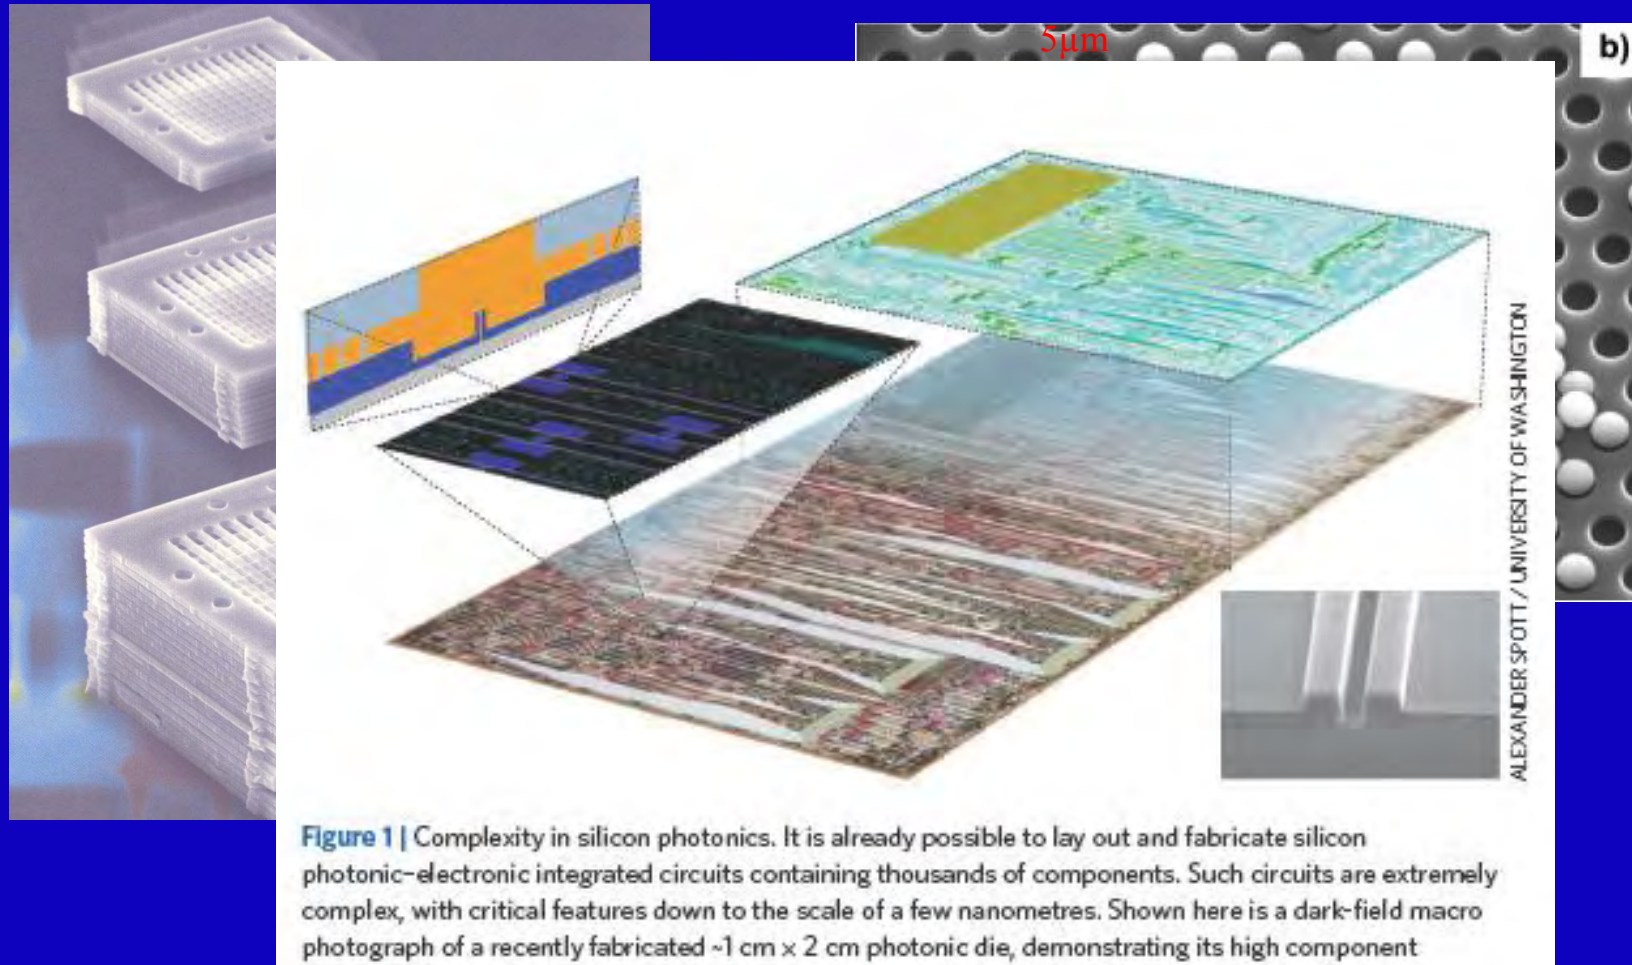 5μm
b)
ALEXANDER SPOTT / UNIVERSITY OF WASHINGTON
Figure 1 | Complexity in silicon photonics. It is already possible to lay out and fabricate silicon
photonic–electronic integrated circuits containing thousands of components. Such circuits are extremely
complex, with critical features down to the scale of a few nanometres. Shown here is a dark-field macro
photograph of a recently fabricated ~1 cm × 2 cm photonic die, demonstrating its high component